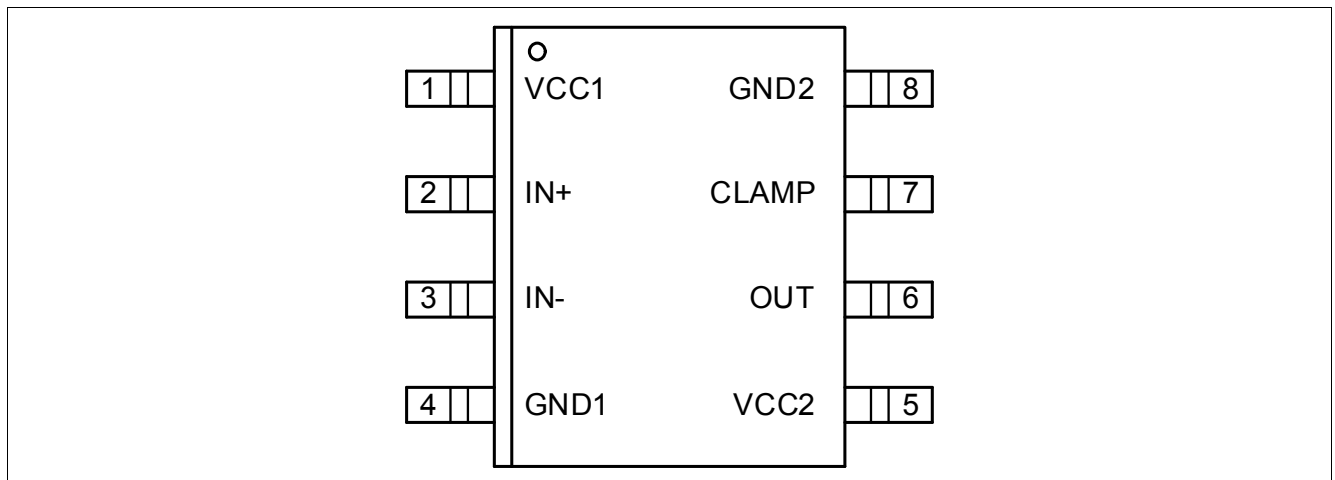 1 VCC1 GND2 8
2 IN+ CLAMP 7
3 IN- OUT 6
4 GND1 VCC2 5